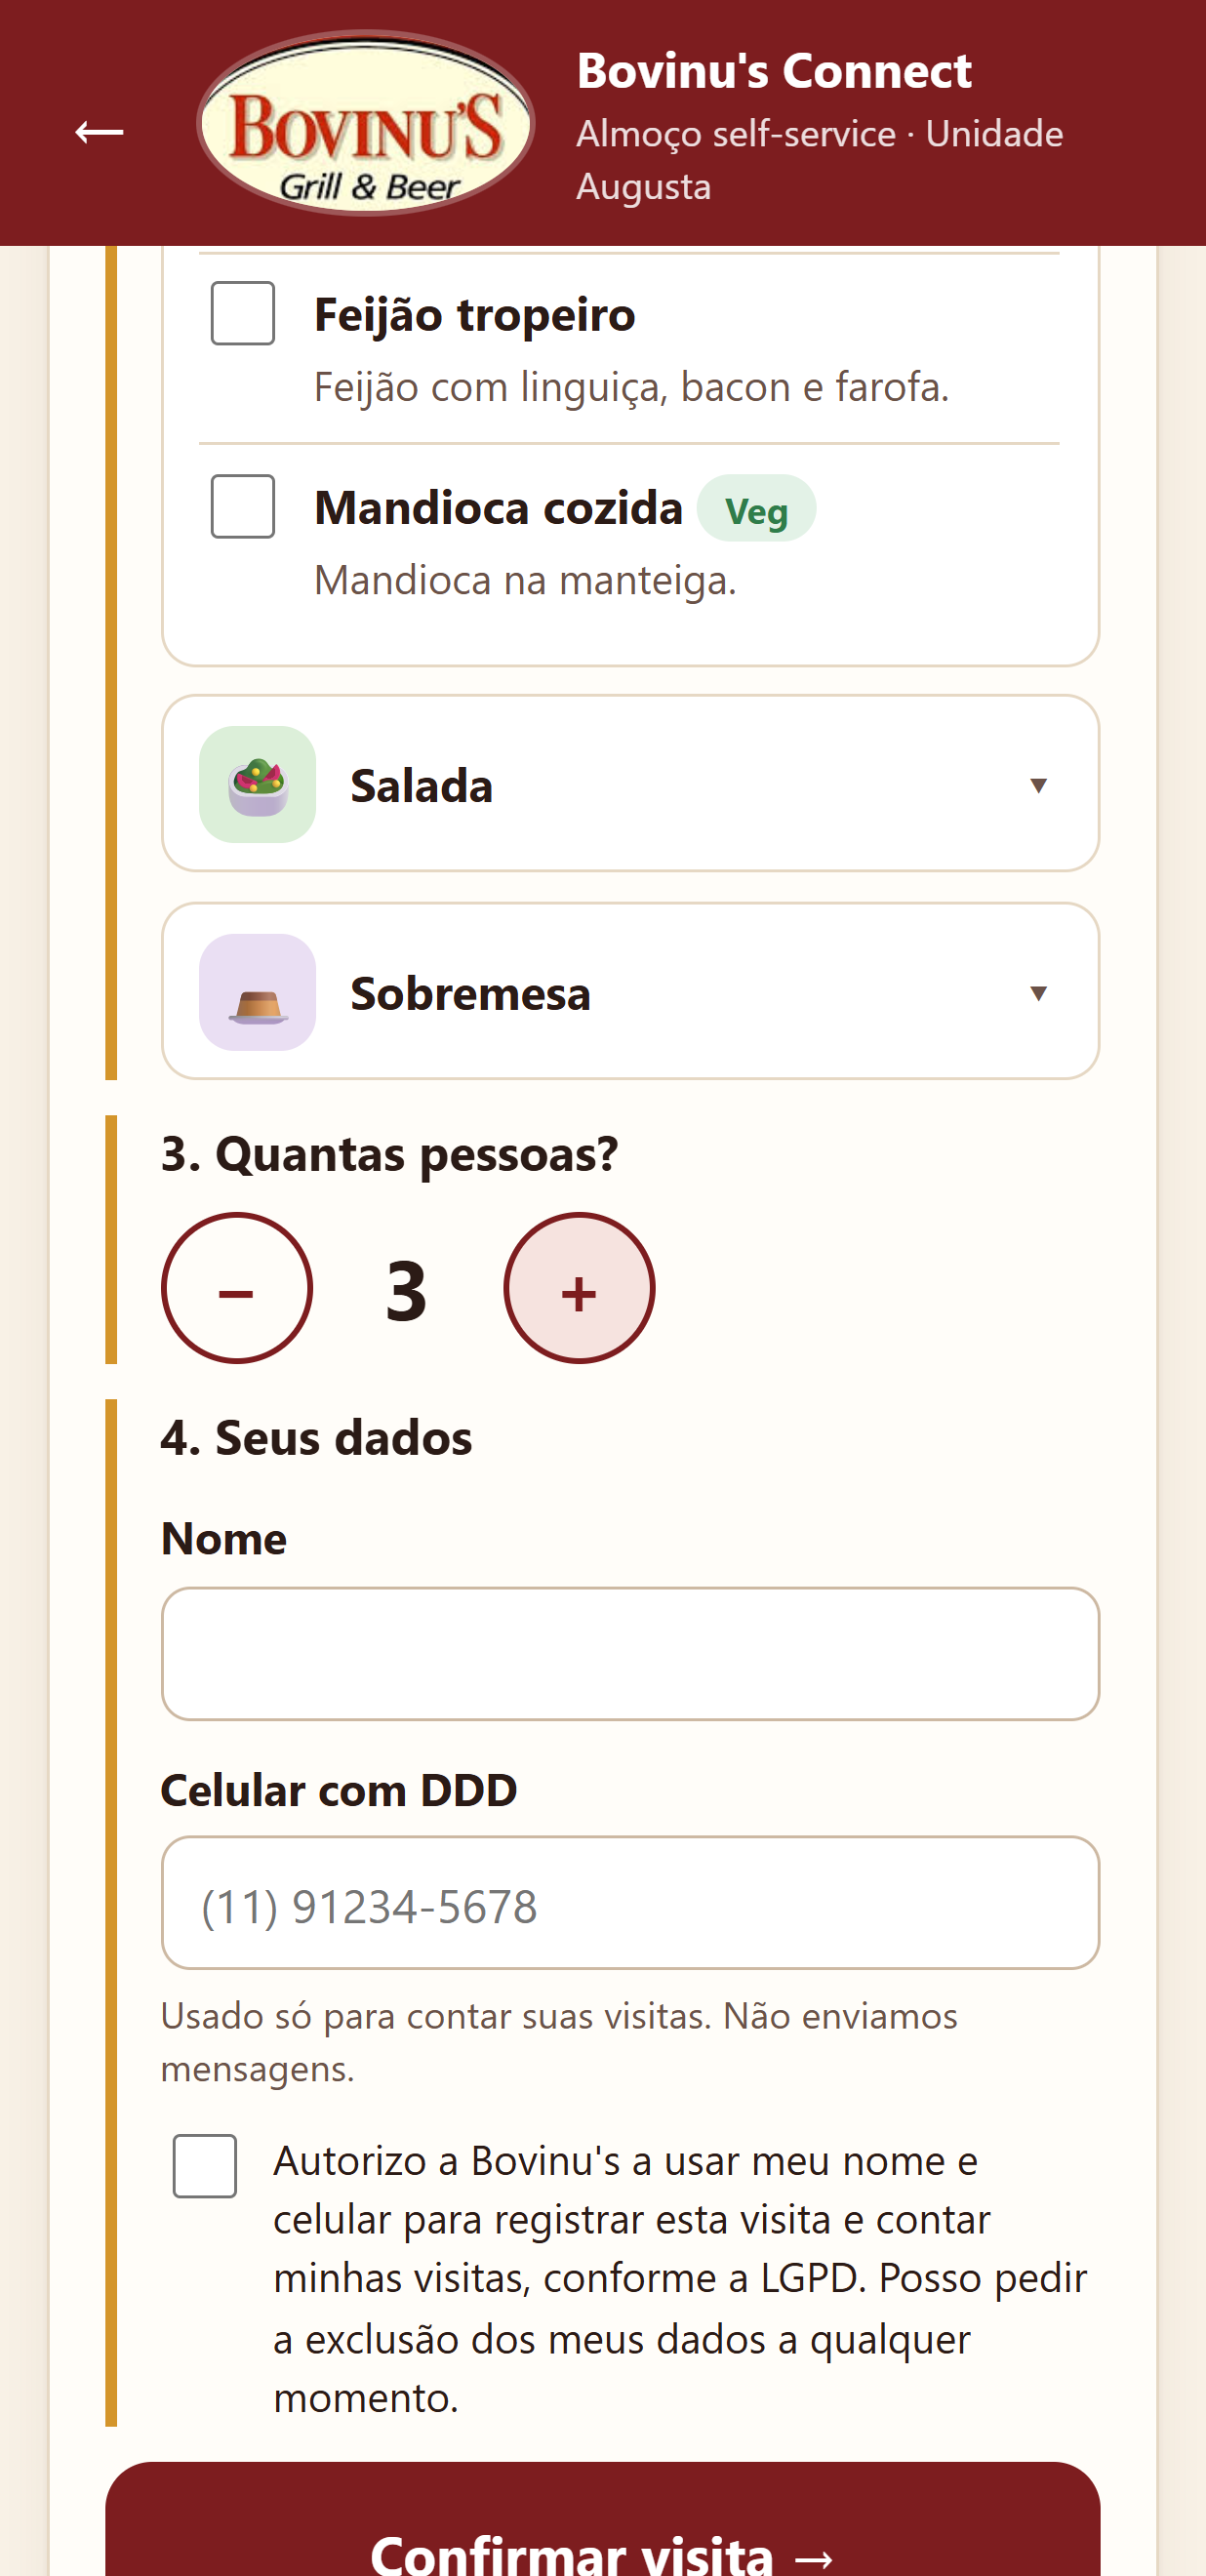 ←
BOVINU'S
Grill & Beer
Bovinu's Connect
Almoço self-service · Unidade
Augusta
Feijão tropeiro
Feijão com linguiça, bacon e farofa.
Mandioca cozida Veg
Mandioca na manteiga.
Salada ▼
Sobremesa ▼
3. Quantas pessoas?
− 3 +
4. Seus dados
Nome
Celular com DDD
(11) 91234-5678
Usado só para contar suas visitas. Não enviamos
mensagens.
Autorizo a Bovinu's a usar meu nome e
celular para registrar esta visita e contar
minhas visitas, conforme a LGPD. Posso pedir
a exclusão dos meus dados a qualquer
momento.
Confirmar visita →